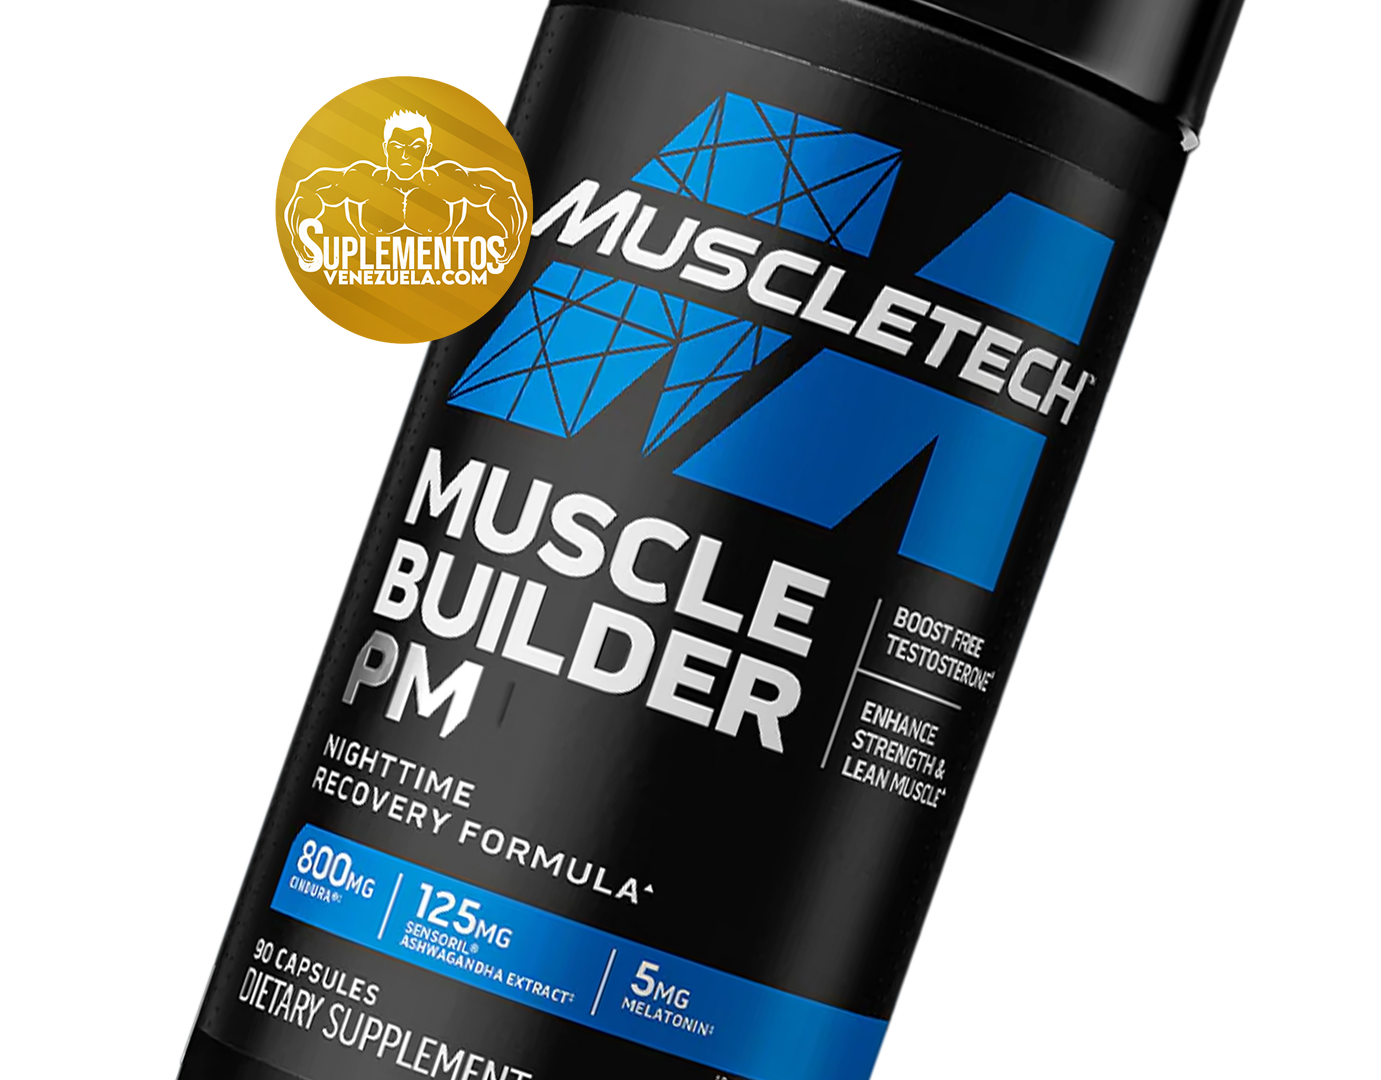 SUPLEMENTOS
VENEZUELA.COM
MUSCLETECH™
MUSCLE
BUILDER
PM
BOOST FREE
TESTOSTERONE▲
ENHANCE
STRENGTH &
LEAN MUSCLE▲
NIGHTTIME
RECOVERY FORMULA▲
800MG
CINDURA®‡
125MG
SENSORIL®
ASHWAGANDHA EXTRACT‡
5MG
MELATONIN‡
90 CAPSULES
DIETARY SUPPLEMENT